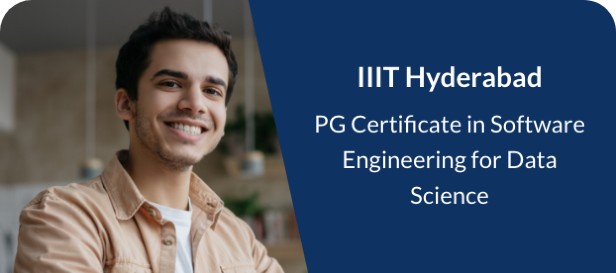 IIIT Hyderabad
PG Certificate in Software
Engineering for Data
Science